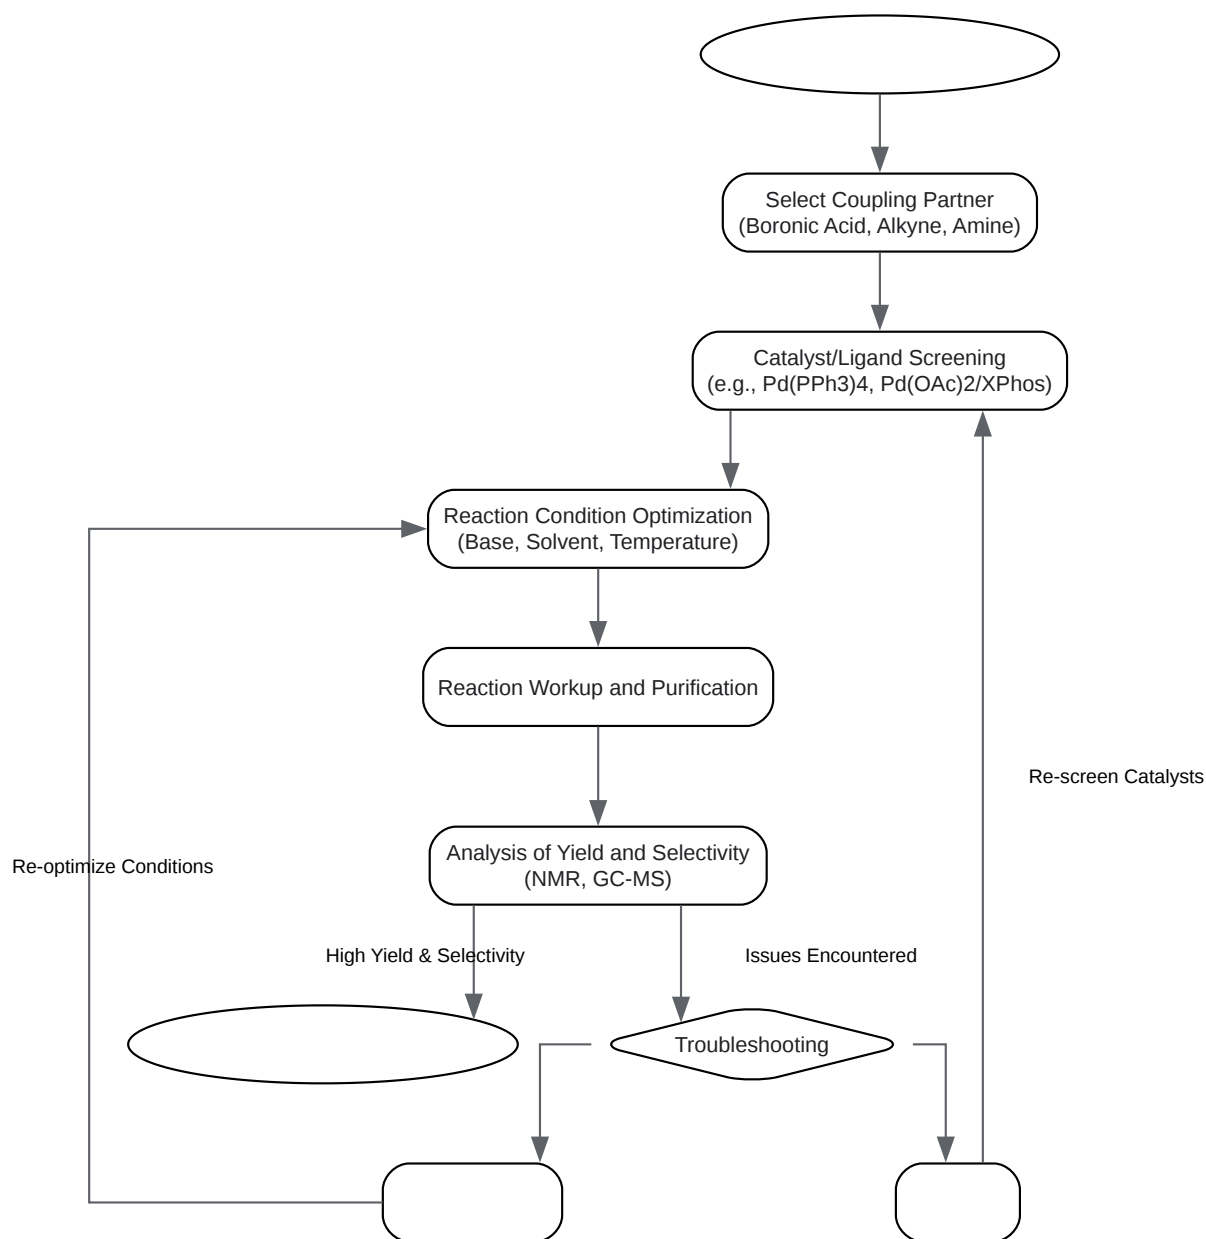 Select Coupling Partner
(Boronic Acid, Alkyne, Amine)
Catalyst/Ligand Screening
(e.g., Pd(PPh3)4, Pd(OAc)2/XPhos)
Reaction Condition Optimization
(Base, Solvent, Temperature)
Reaction Workup and Purification
Re-screen Catalysts
Analysis of Yield and Selectivity
(NMR, GC-MS)
Re-optimize Conditions
High Yield & Selectivity
Issues Encountered
Troubleshooting